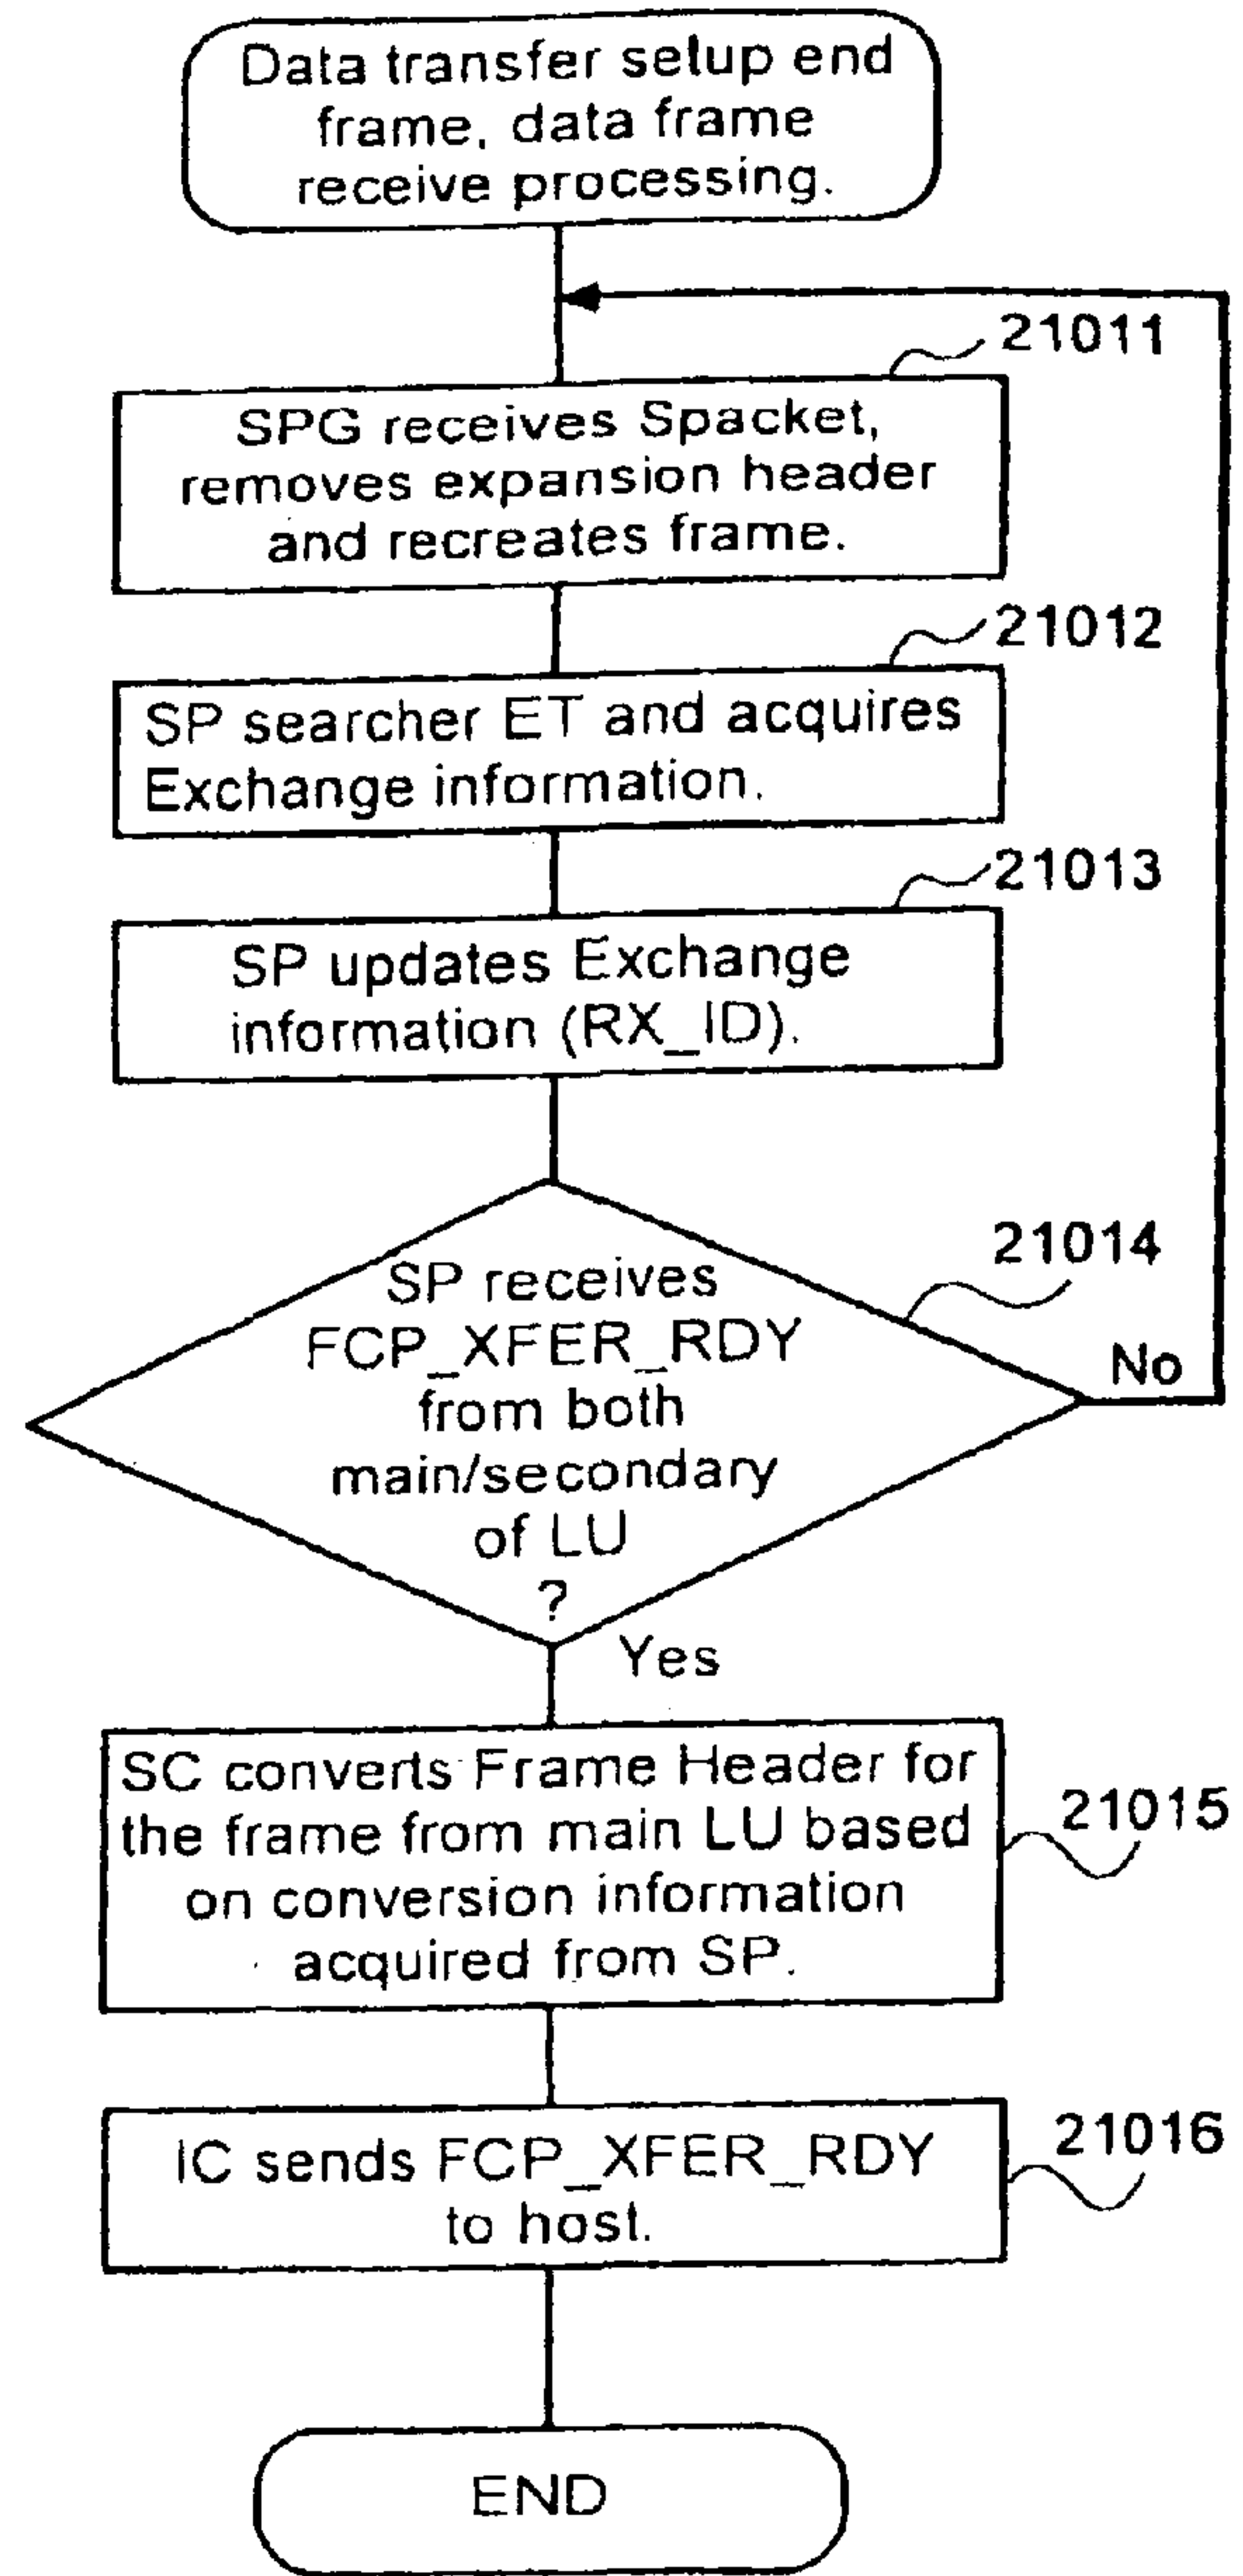 Data transfer setup end
frame, data frame
receive processing.
21011
SPG receives Spacket,
removes expansion header
and recreates frame.
21012
SP searcher ET and acquires
Exchange information.
21013
SP updates Exchange
information (RX_ID).
21014
SP receives
FCP_XFER_RDY
from both
main/secondary
of LU
?
No
Yes
SC converts Frame Header for
the frame from main LU based
on conversion information
acquired from SP.
21015
IC sends FCP_XFER_RDY
to host.
21016
END